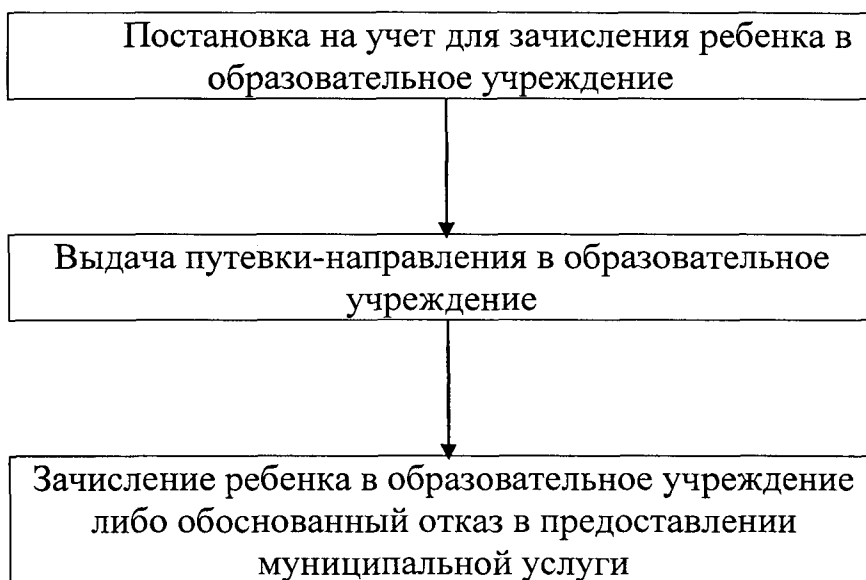 Постановка на учет для зачисления ребенка в
образовательное учреждение
Выдача путевки-направления в образовательное
учреждение
Зачисление ребенка в образовательное учреждение
либо обоснованный отказ в предоставлении
муниципальной услуги